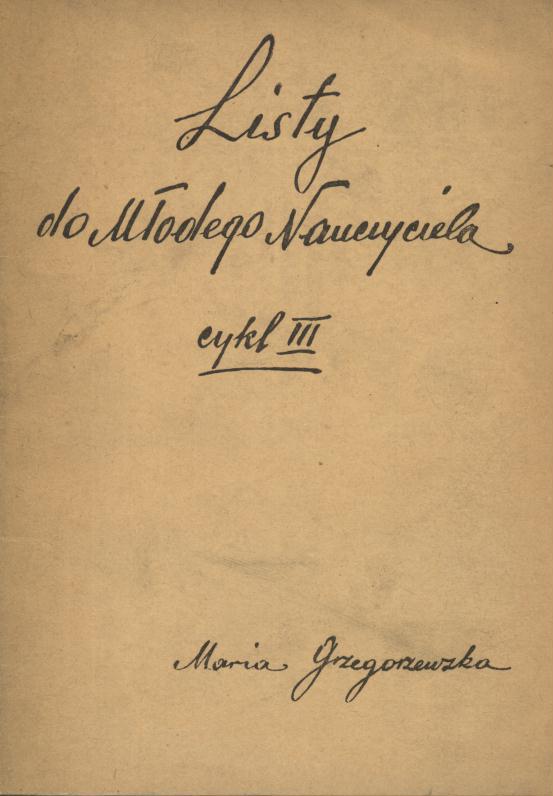 Listy
do Młodego Nauczyciela
cykl III
Maria Grzegorzewska